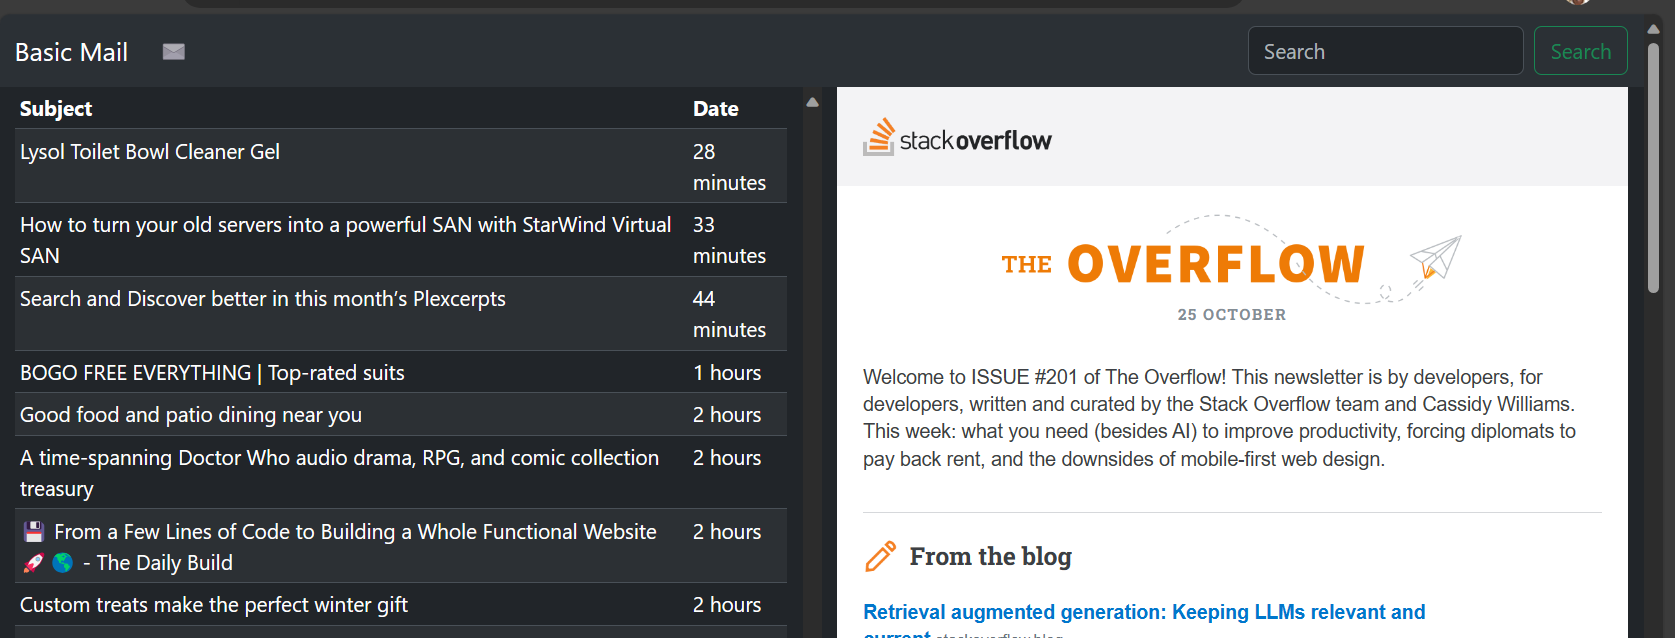 Basic Mail
Search
Search
Subject Date
Lysol Toilet Bowl Cleaner Gel 28
minutes
How to turn your old servers into a powerful SAN with StarWind Virtual 33
SAN minutes
Search and Discover better in this month’s Plexcerpts 44
minutes
BOGO FREE EVERYTHING | Top-rated suits 1 hours
Good food and patio dining near you 2 hours
A time-spanning Doctor Who audio drama, RPG, and comic collection 2 hours
treasury
💾 From a Few Lines of Code to Building a Whole Functional Website 2 hours
🚀 🌎 - The Daily Build
Custom treats make the perfect winter gift 2 hours
stackoverflow
THE OVERFLOW
25 OCTOBER
Welcome to ISSUE #201 of The Overflow! This newsletter is by developers, for
developers, written and curated by the Stack Overflow team and Cassidy Williams.
This week: what you need (besides AI) to improve productivity, forcing diplomats to
pay back rent, and the downsides of mobile-first web design.
From the blog
Retrieval augmented generation: Keeping LLMs relevant and
current stackoverflow.blog